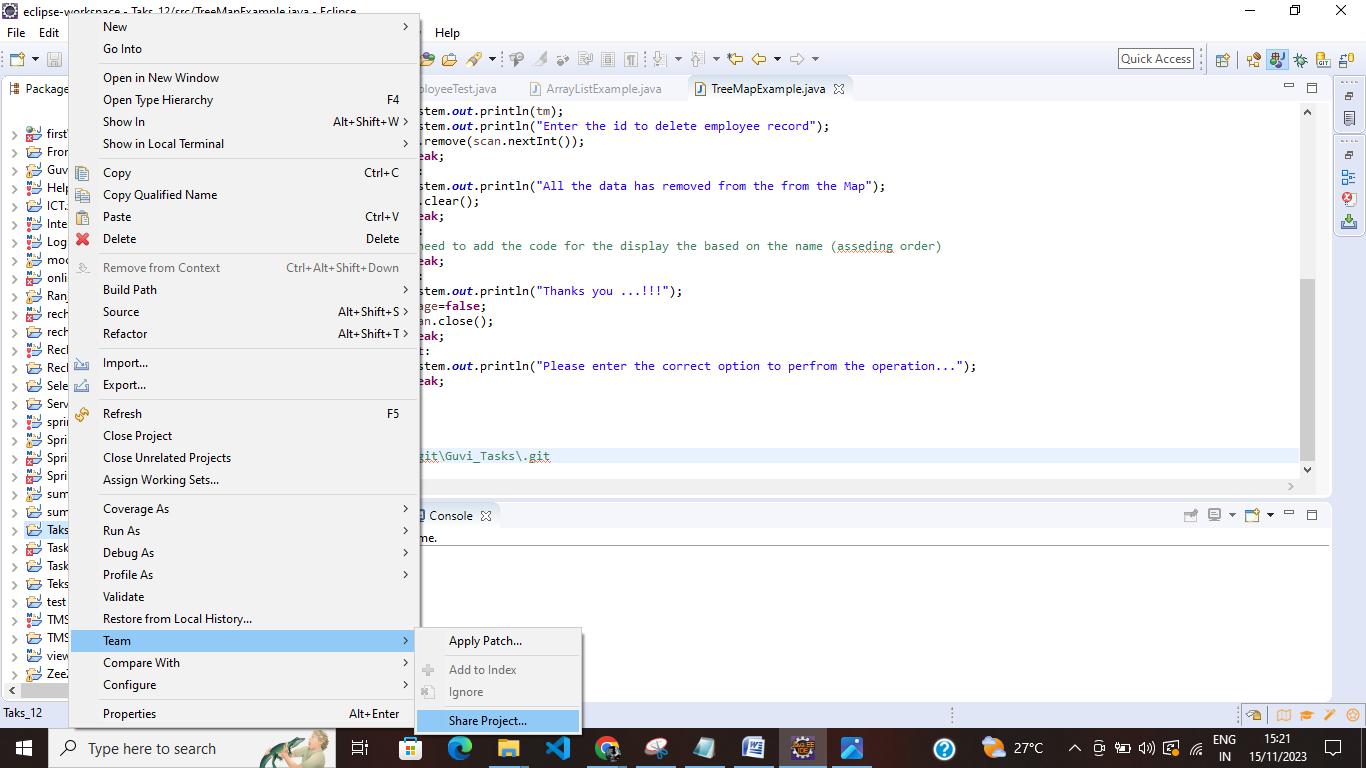 eclipse-workspace - Taks_12/src/TreeMapExample.java - Eclipse
File Edit Help
Quick Access
Package
ployeeTest.java
ArrayListExample.java
TreeMapExample.java
first
Fron
Guv
Help
ICT.
Inte
Log
moc
onli
Ranj
rech
rech
Recl
Recl
Sele
Serv
sprin
Spri
Spri
Spri
sum
sum
Taks
Task
Task
Teks
test
TMS
TMS
view
ZeeZ
New
Go Into
Open in New Window
Open Type Hierarchy F4
Show In Alt+Shift+W
Show in Local Terminal
Copy Ctrl+C
Copy Qualified Name
Paste Ctrl+V
Delete Delete
Remove from Context Ctrl+Alt+Shift+Down
Build Path
Source Alt+Shift+S
Refactor Alt+Shift+T
Import...
Export...
Refresh F5
Close Project
Close Unrelated Projects
Assign Working Sets...
Coverage As
Run As
Debug As
Profile As
Validate
Restore from Local History...
Team
Compare With
Configure
Properties Alt+Enter
Apply Patch...
Add to Index
Ignore
Share Project...
stem.out.println(tm);
stem.out.println("Enter the id to delete employee record");
.remove(scan.nextInt());
eak;
:
stem.out.println("All the data has removed from the from the Map");
.clear();
eak;
:
need to add the code for the display the based on the name (asseding order)
eak;
:
stem.out.println("Thanks you ...!!!");
age=false;
an.close();
eak;
t:
stem.out.println("Please enter the correct option to perfrom the operation...");
eak;
git\Guvi_Tasks\.git
Console
me.
Taks_12
Type here to search
27°C
ENG
IN
15:21
15/11/2023